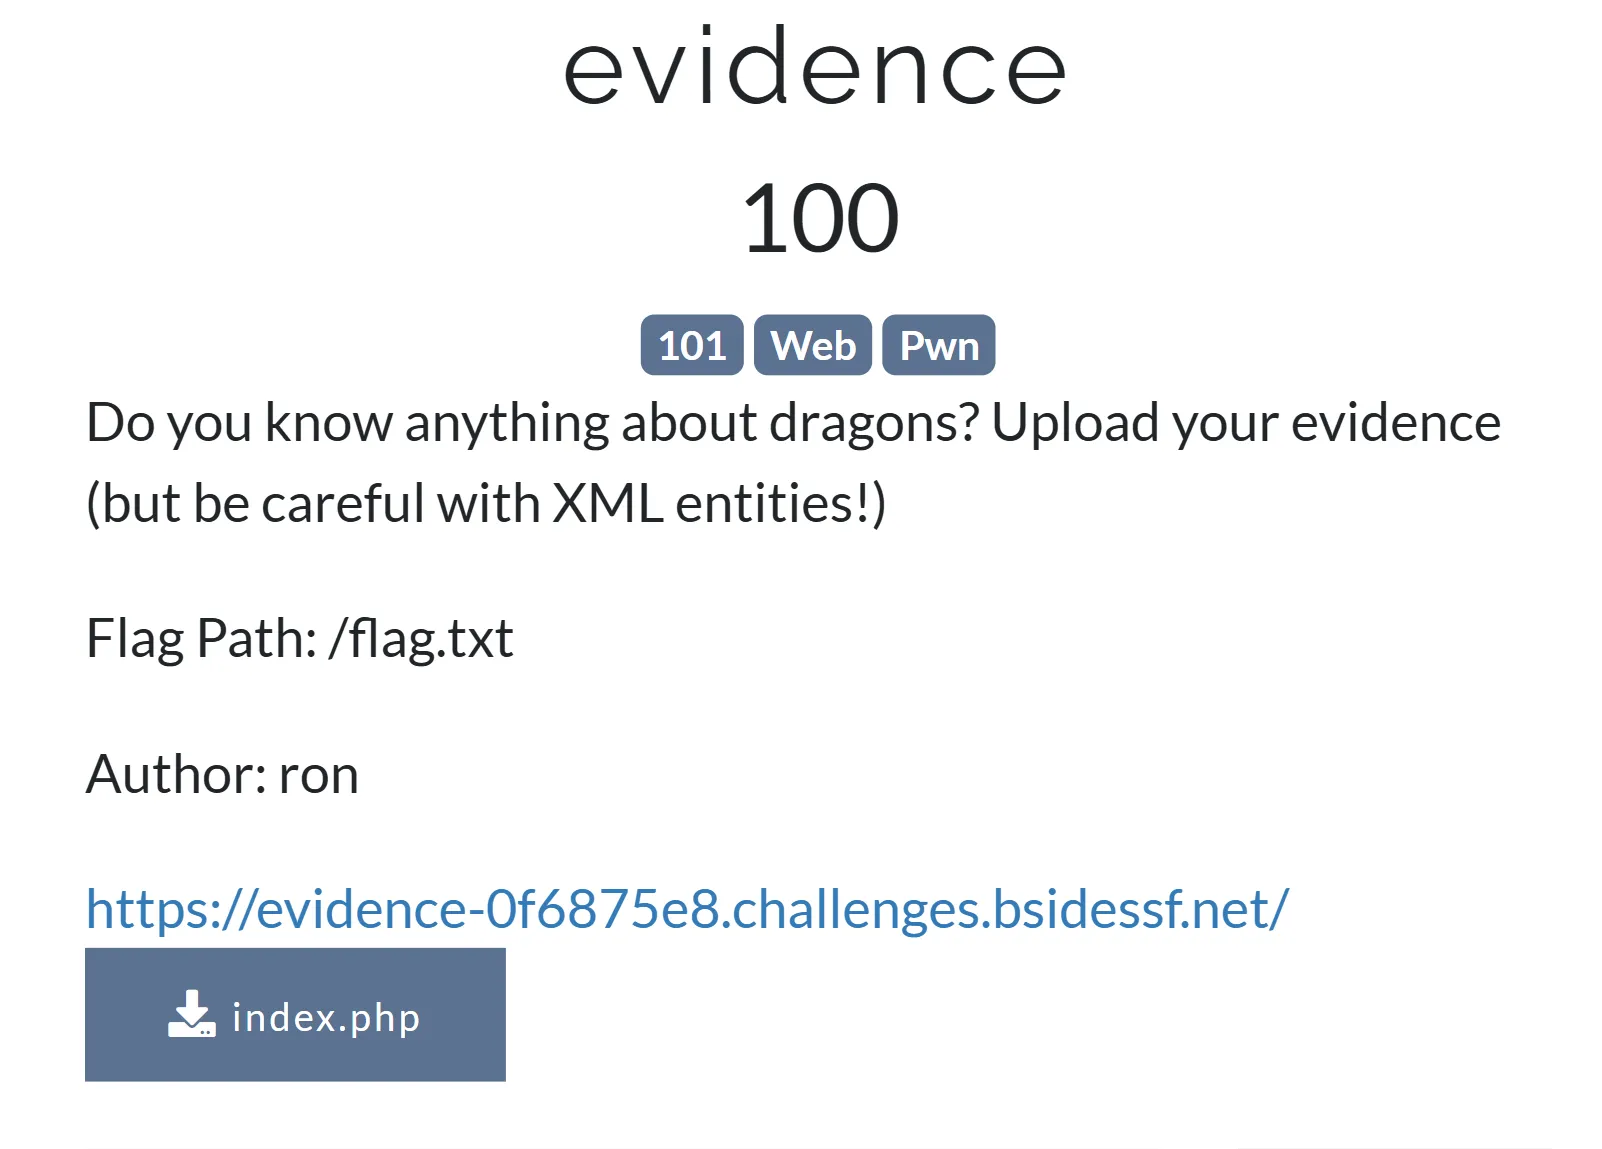 evidence
100
101 Web Pwn
Do you know anything about dragons? Upload your evidence
(but be careful with XML entities!)
Flag Path: /flag.txt
Author: ron
https://evidence-0f6875e8.challenges.bsidessf.net/
index.php